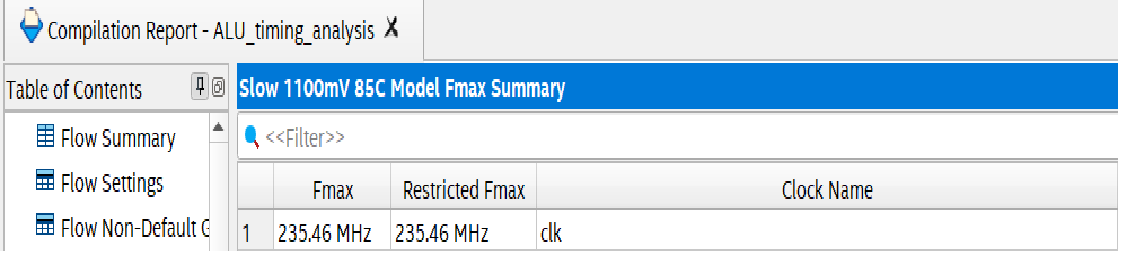 Compilation Report - ALU_timing_analysis X
Table of Contents
Flow Summary
Flow Settings
Flow Non-Default G
Slow 1100mV 85C Model Fmax Summary
<<Filter>>
Fmax Restricted Fmax Clock Name
1 235.46 MHz 235.46 MHz clk